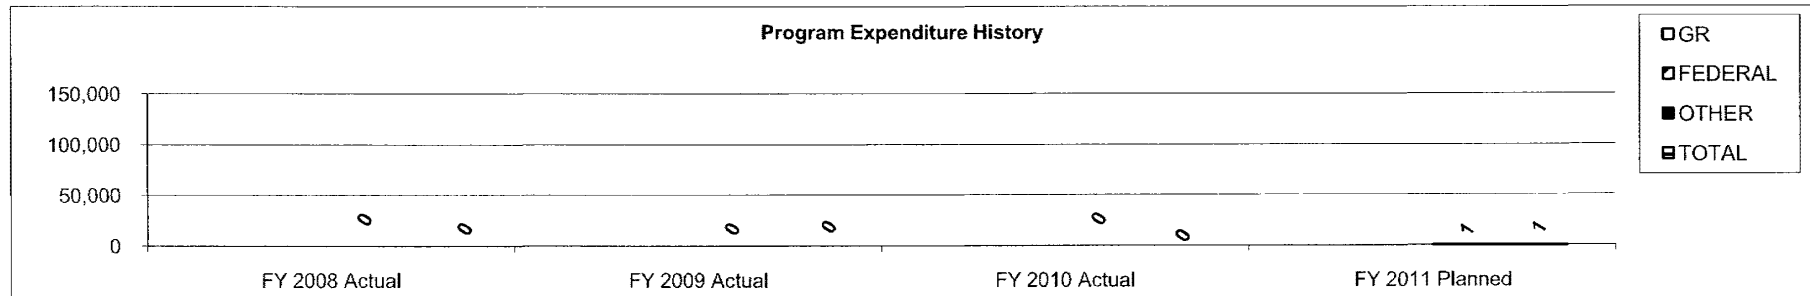 Program Expenditure History
GR
FEDERAL
OTHER
TOTAL
150,000
100,000
50,000
0
0 0 0 0 0 0 1 1
FY 2008 Actual FY 2009 Actual FY 2010 Actual FY 2011 Planned